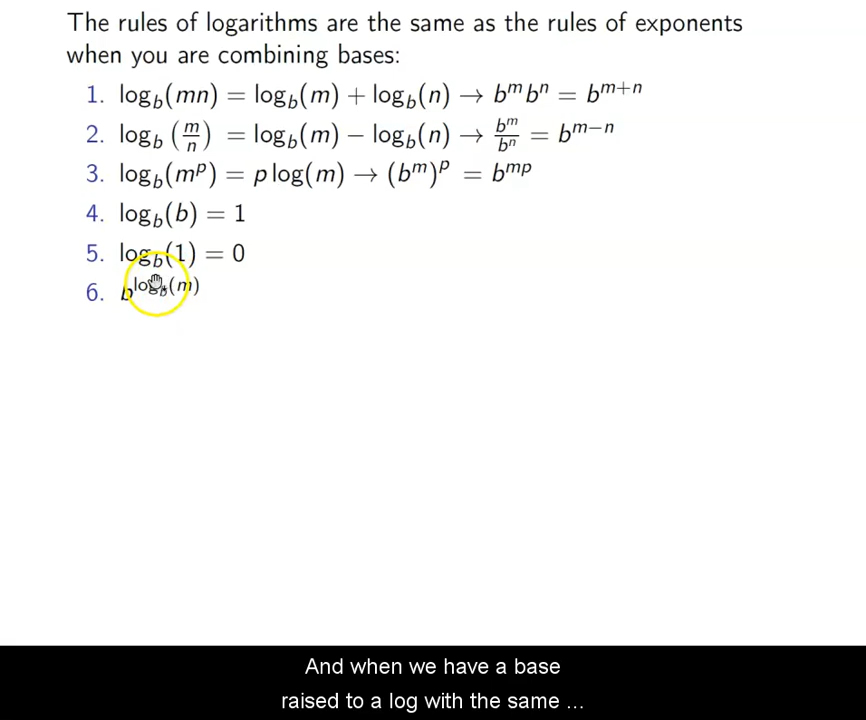 The rules of logarithms are the same as the rules of exponents
when you are combining bases:
1. log_b(mn) = log_b(m) + log_b(n) → b^m b^n = b^{m+n}
2. log_b(m/n) = log_b(m) − log_b(n) → b^m/b^n = b^{m−n}
3. log_b(m^p) = p log(m) → (b^m)^p = b^{mp}
4. log_b(b) = 1
5. log_b(1) = 0
6. b^{log_b(m)}
And when we have a base
raised to a log with the same ...